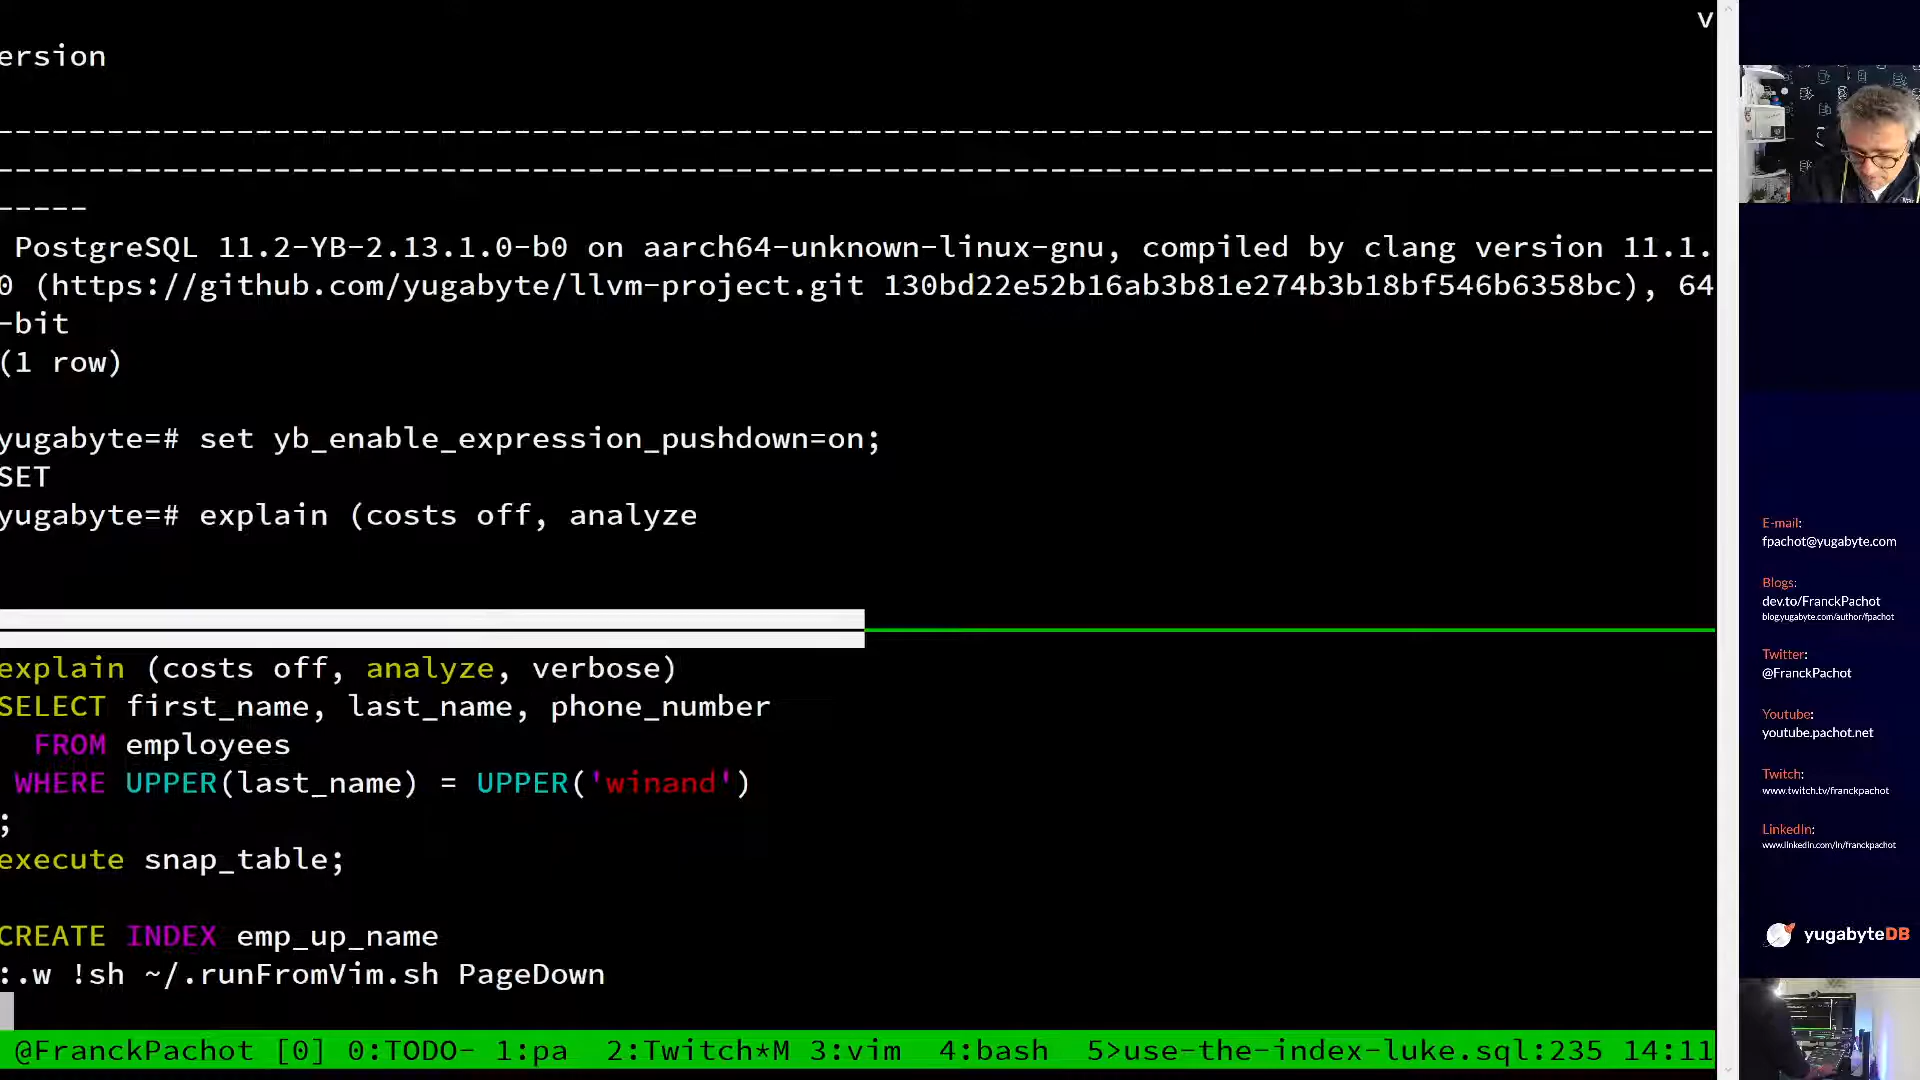 v
ersion
-----------------------------------------------------------------------------------------------
-----------------------------------------------------------------------------------------------
-----
PostgreSQL 11.2-YB-2.13.1.0-b0 on aarch64-unknown-linux-gnu, compiled by clang version 11.1.
0 (https://github.com/yugabyte/llvm-project.git 130bd22e52b16ab3b81e274b3b18bf546b6358bc), 64
-bit
(1 row)
yugabyte=# set yb_enable_expression_pushdown=on;
SET
yugabyte=# explain (costs off, analyze
explain (costs off, analyze, verbose)
SELECT first_name, last_name, phone_number
FROM employees
WHERE UPPER(last_name) = UPPER('winand')
;
execute snap_table;
CREATE INDEX emp_up_name
:.w !sh ~/.runFromVim.sh PageDown
@FranckPachot [0] 0:TODO- 1:pa 2:Twitch*M 3:vim 4:bash 5>use-the-index-luke.sql:235 14:11
E-mail:
fpachot@yugabyte.com
Blogs:
dev.to/FranckPachot
blog.yugabyte.com/author/fpachot
Twitter:
@FranckPachot
Youtube:
youtube.pachot.net
Twitch:
www.twitch.tv/franckpachot
LinkedIn:
www.linkedin.com/in/franckpachot
yugabyteDB